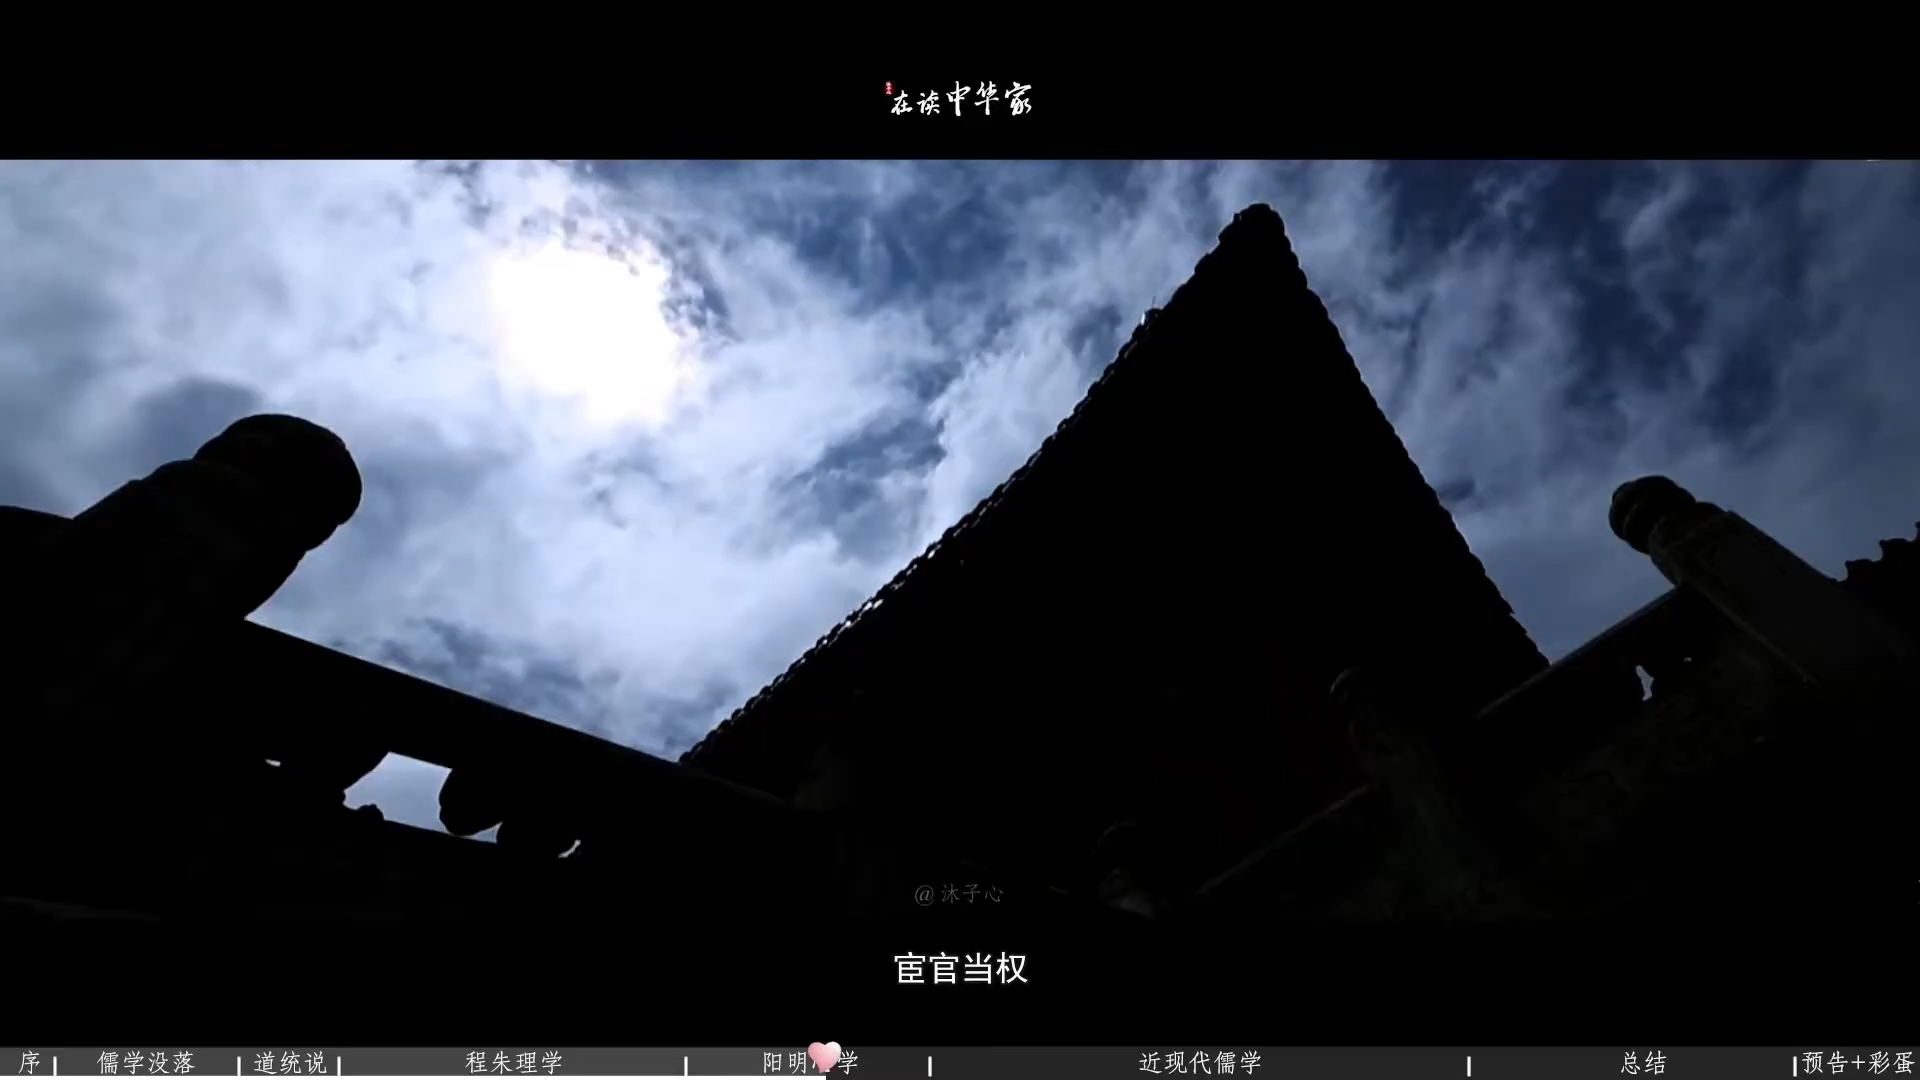 在读中华家
@沐子心
宦官当权
序 儒学没落 道统说 程朱理学 阳明心学 近现代儒学 总结 预告+彩蛋